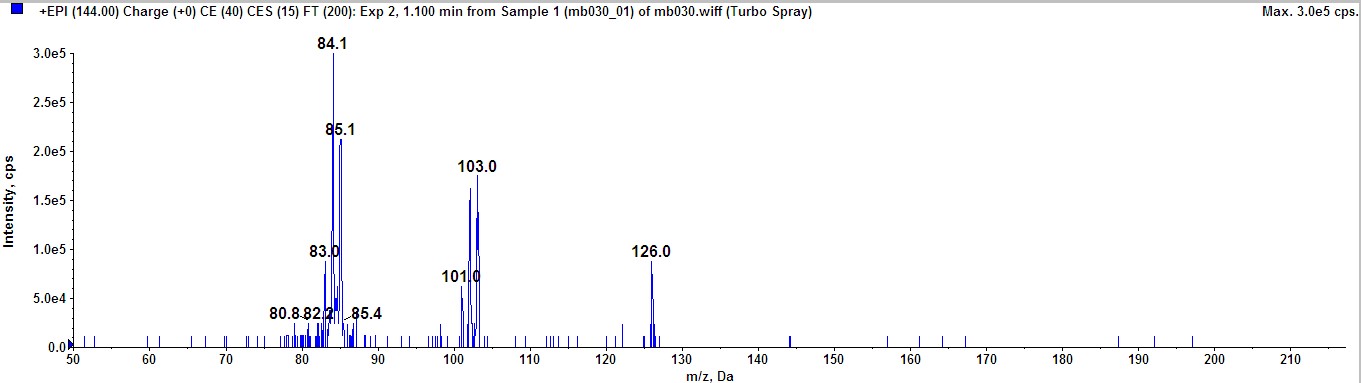 +EPI (144.00) Charge (+0) CE (40) CES (15) FT (200): Exp 2, 1.100 min from Sample 1 (mb030_01) of mb030.wiff (Turbo Spray)
Max. 3.0e5 cps.
84.1
3.0e5
2.5e5
85.1
2.0e5
103.0
1.5e5
Intensity, cps
1.0e5
83.0
126.0
101.0
5.0e4
80.8
82.2
85.4
0.0
50 60 70 80 90 100 110 120 130 140 150 160 170 180 190 200 210
m/z, Da